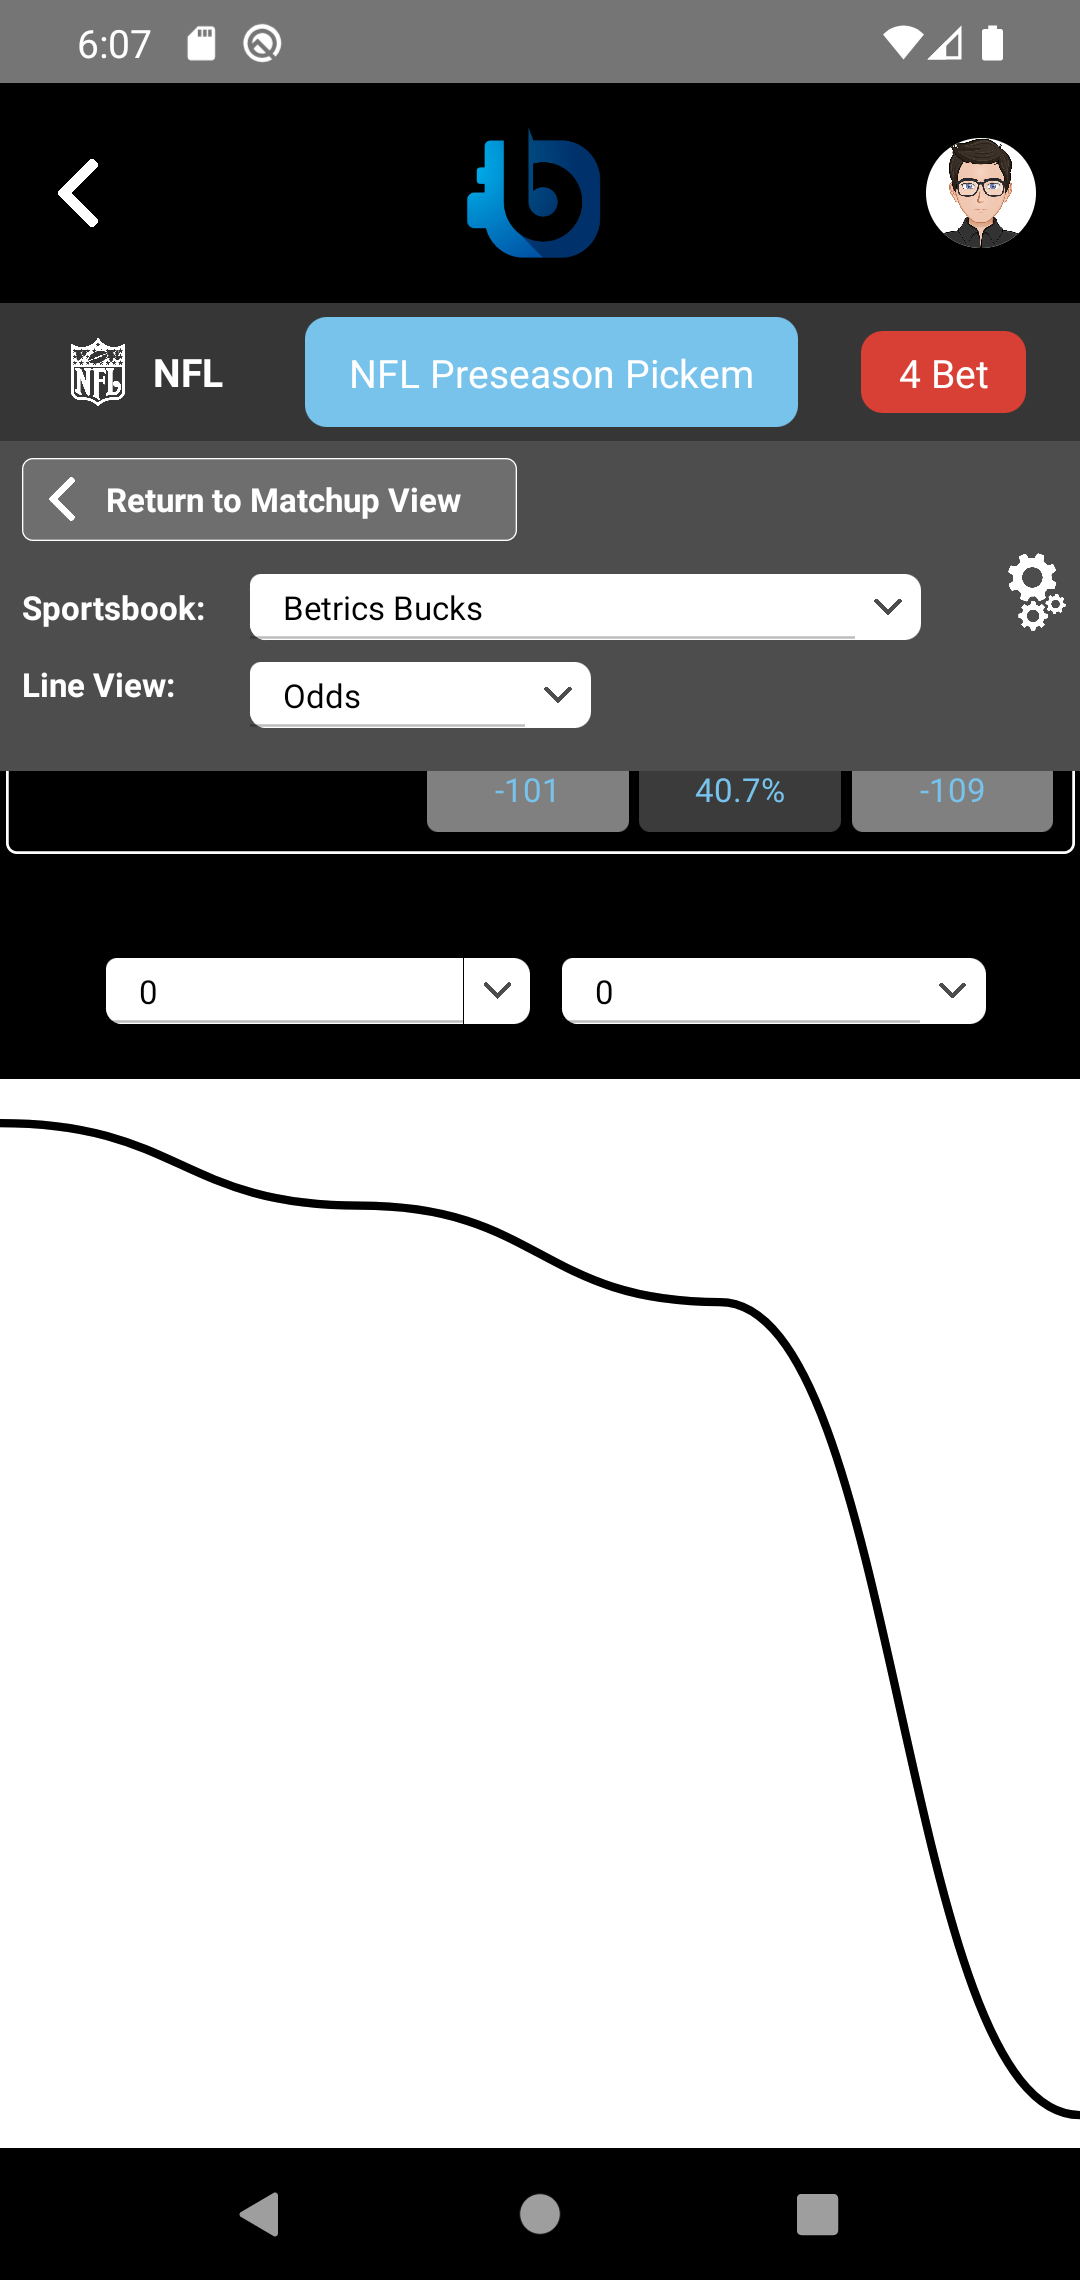 6:07
NFL
NFL
NFL Preseason Pickem
4 Bet
Return to Matchup View
Sportsbook:
Betrics Bucks
Line View:
Odds
-101
40.7%
-109
0
0